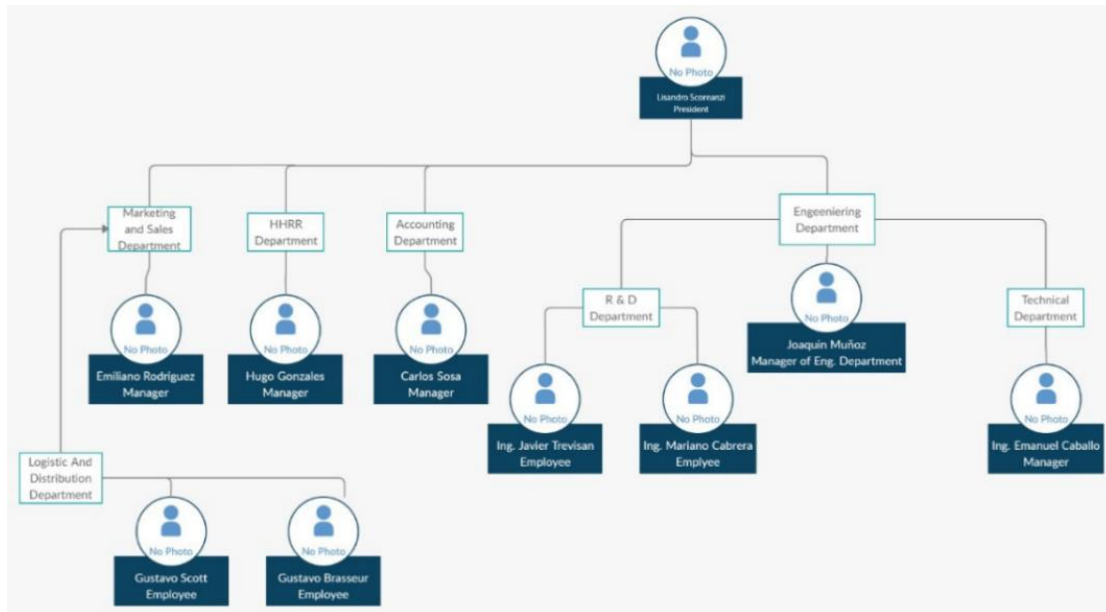 No Photo
Lisandro Scoreanzi
President
Marketing
and Sales
Department
HHRR
Department
Accounting
Department
Engeeniering
Department
R & D
Department
Technical
Department
No Photo
Emiliano Rodriguez
Manager
No Photo
Hugo Gonzales
Manager
No Photo
Carlos Sosa
Manager
No Photo
Joaquin Muñoz
Manager of Eng. Department
No Photo
Ing. Javier Trevisan
Employee
No Photo
Ing. Mariano Cabrera
Emplyee
No Photo
Ing. Emanuel Caballo
Manager
Logistic And
Distribution
Department
No Photo
Gustavo Scott
Employee
No Photo
Gustavo Brasseur
Employee